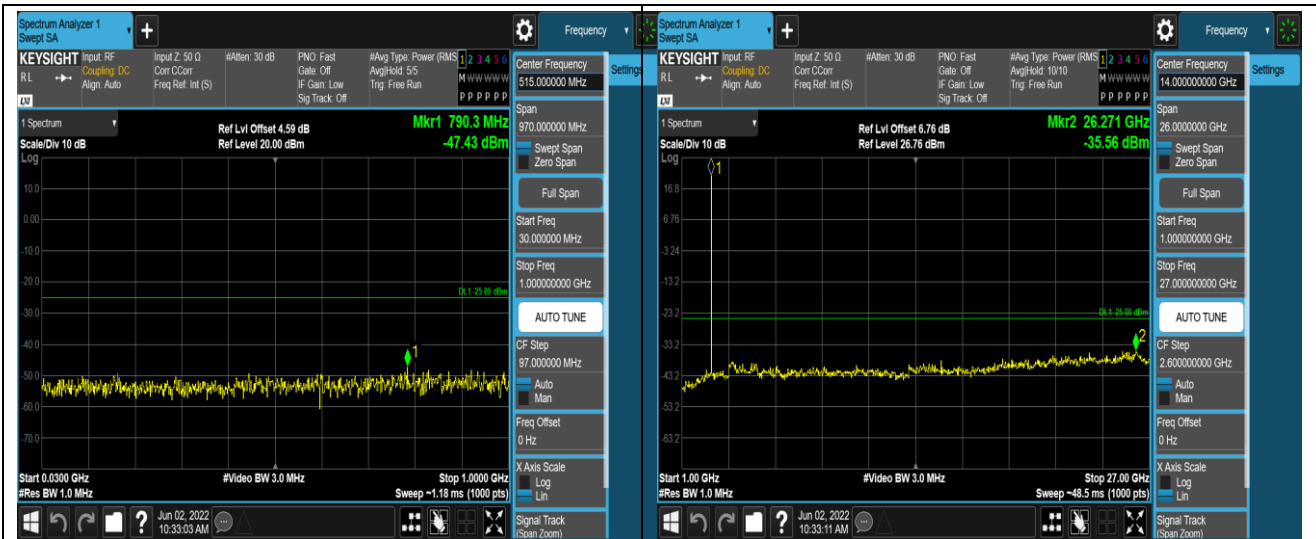 Spectrum Analyzer 1
Swept SA
+
Frequency
KEYSIGHT
Input: RF
Input Z: 50 Ω
#Atten: 30 dB
PNO: Fast
#Avg Type: Power (RMS
1 2 3 4 5 6
RL
Coupling: DC
Corr CCorr
Gate: Off
Avg|Hold: 5/5
M W W W W W
Align: Auto
Freq Ref: Int (S)
IF Gain: Low
Trig: Free Run
P P P P P P
LXI
Sig Track: Off
Center Frequency
515.000000 MHz
Settings
1 Spectrum
Ref Lvl Offset 4.59 dB
Mkr1 790.3 MHz
Scale/Div 10 dB
Ref Level 20.00 dBm
-47.43 dBm
Log
10.0
0.00
-10.0
-20.0
DL1 -25.00 dBm
-30.0
-40.0
1
-50.0
-60.0
-70.0
Start 0.0300 GHz
#Video BW 3.0 MHz
Stop 1.0000 GHz
#Res BW 1.0 MHz
Sweep ~1.18 ms (1000 pts)
Span
970.000000 MHz
Swept Span
Zero Span
Full Span
Start Freq
30.000000 MHz
Stop Freq
1.000000000 GHz
AUTO TUNE
CF Step
97.000000 MHz
Auto
Man
Freq Offset
0 Hz
X Axis Scale
Log
Lin
Signal Track
(Span Zoom)
?
Jun 02, 2022
10:33:03 AM
Spectrum Analyzer 1
Swept SA
+
Frequency
KEYSIGHT
Input: RF
Input Z: 50 Ω
#Atten: 30 dB
PNO: Fast
#Avg Type: Power (RMS
1 2 3 4 5 6
RL
Coupling: DC
Corr CCorr
Gate: Off
Avg|Hold: 10/10
M W W W W W
Align: Auto
Freq Ref: Int (S)
IF Gain: Low
Trig: Free Run
P P P P P P
LXI
Sig Track: Off
Center Frequency
14.00000000 GHz
Settings
1 Spectrum
Ref Lvl Offset 6.76 dB
Mkr2 26.271 GHz
Scale/Div 10 dB
Ref Level 26.76 dBm
-35.56 dBm
Log
1
16.8
6.76
-3.24
-13.2
-23.2
DL1 -25.00 dBm
-33.2
2
-43.2
-53.2
-63.2
Start 1.00 GHz
#Video BW 3.0 MHz
Stop 27.00 GHz
#Res BW 1.0 MHz
Sweep ~48.5 ms (1000 pts)
Span
26.0000000 GHz
Swept Span
Zero Span
Full Span
Start Freq
1.000000000 GHz
Stop Freq
27.00000000 GHz
AUTO TUNE
CF Step
2.600000000 GHz
Auto
Man
Freq Offset
0 Hz
X Axis Scale
Log
Lin
Signal Track
(Span Zoom)
?
Jun 02, 2022
10:33:11 AM